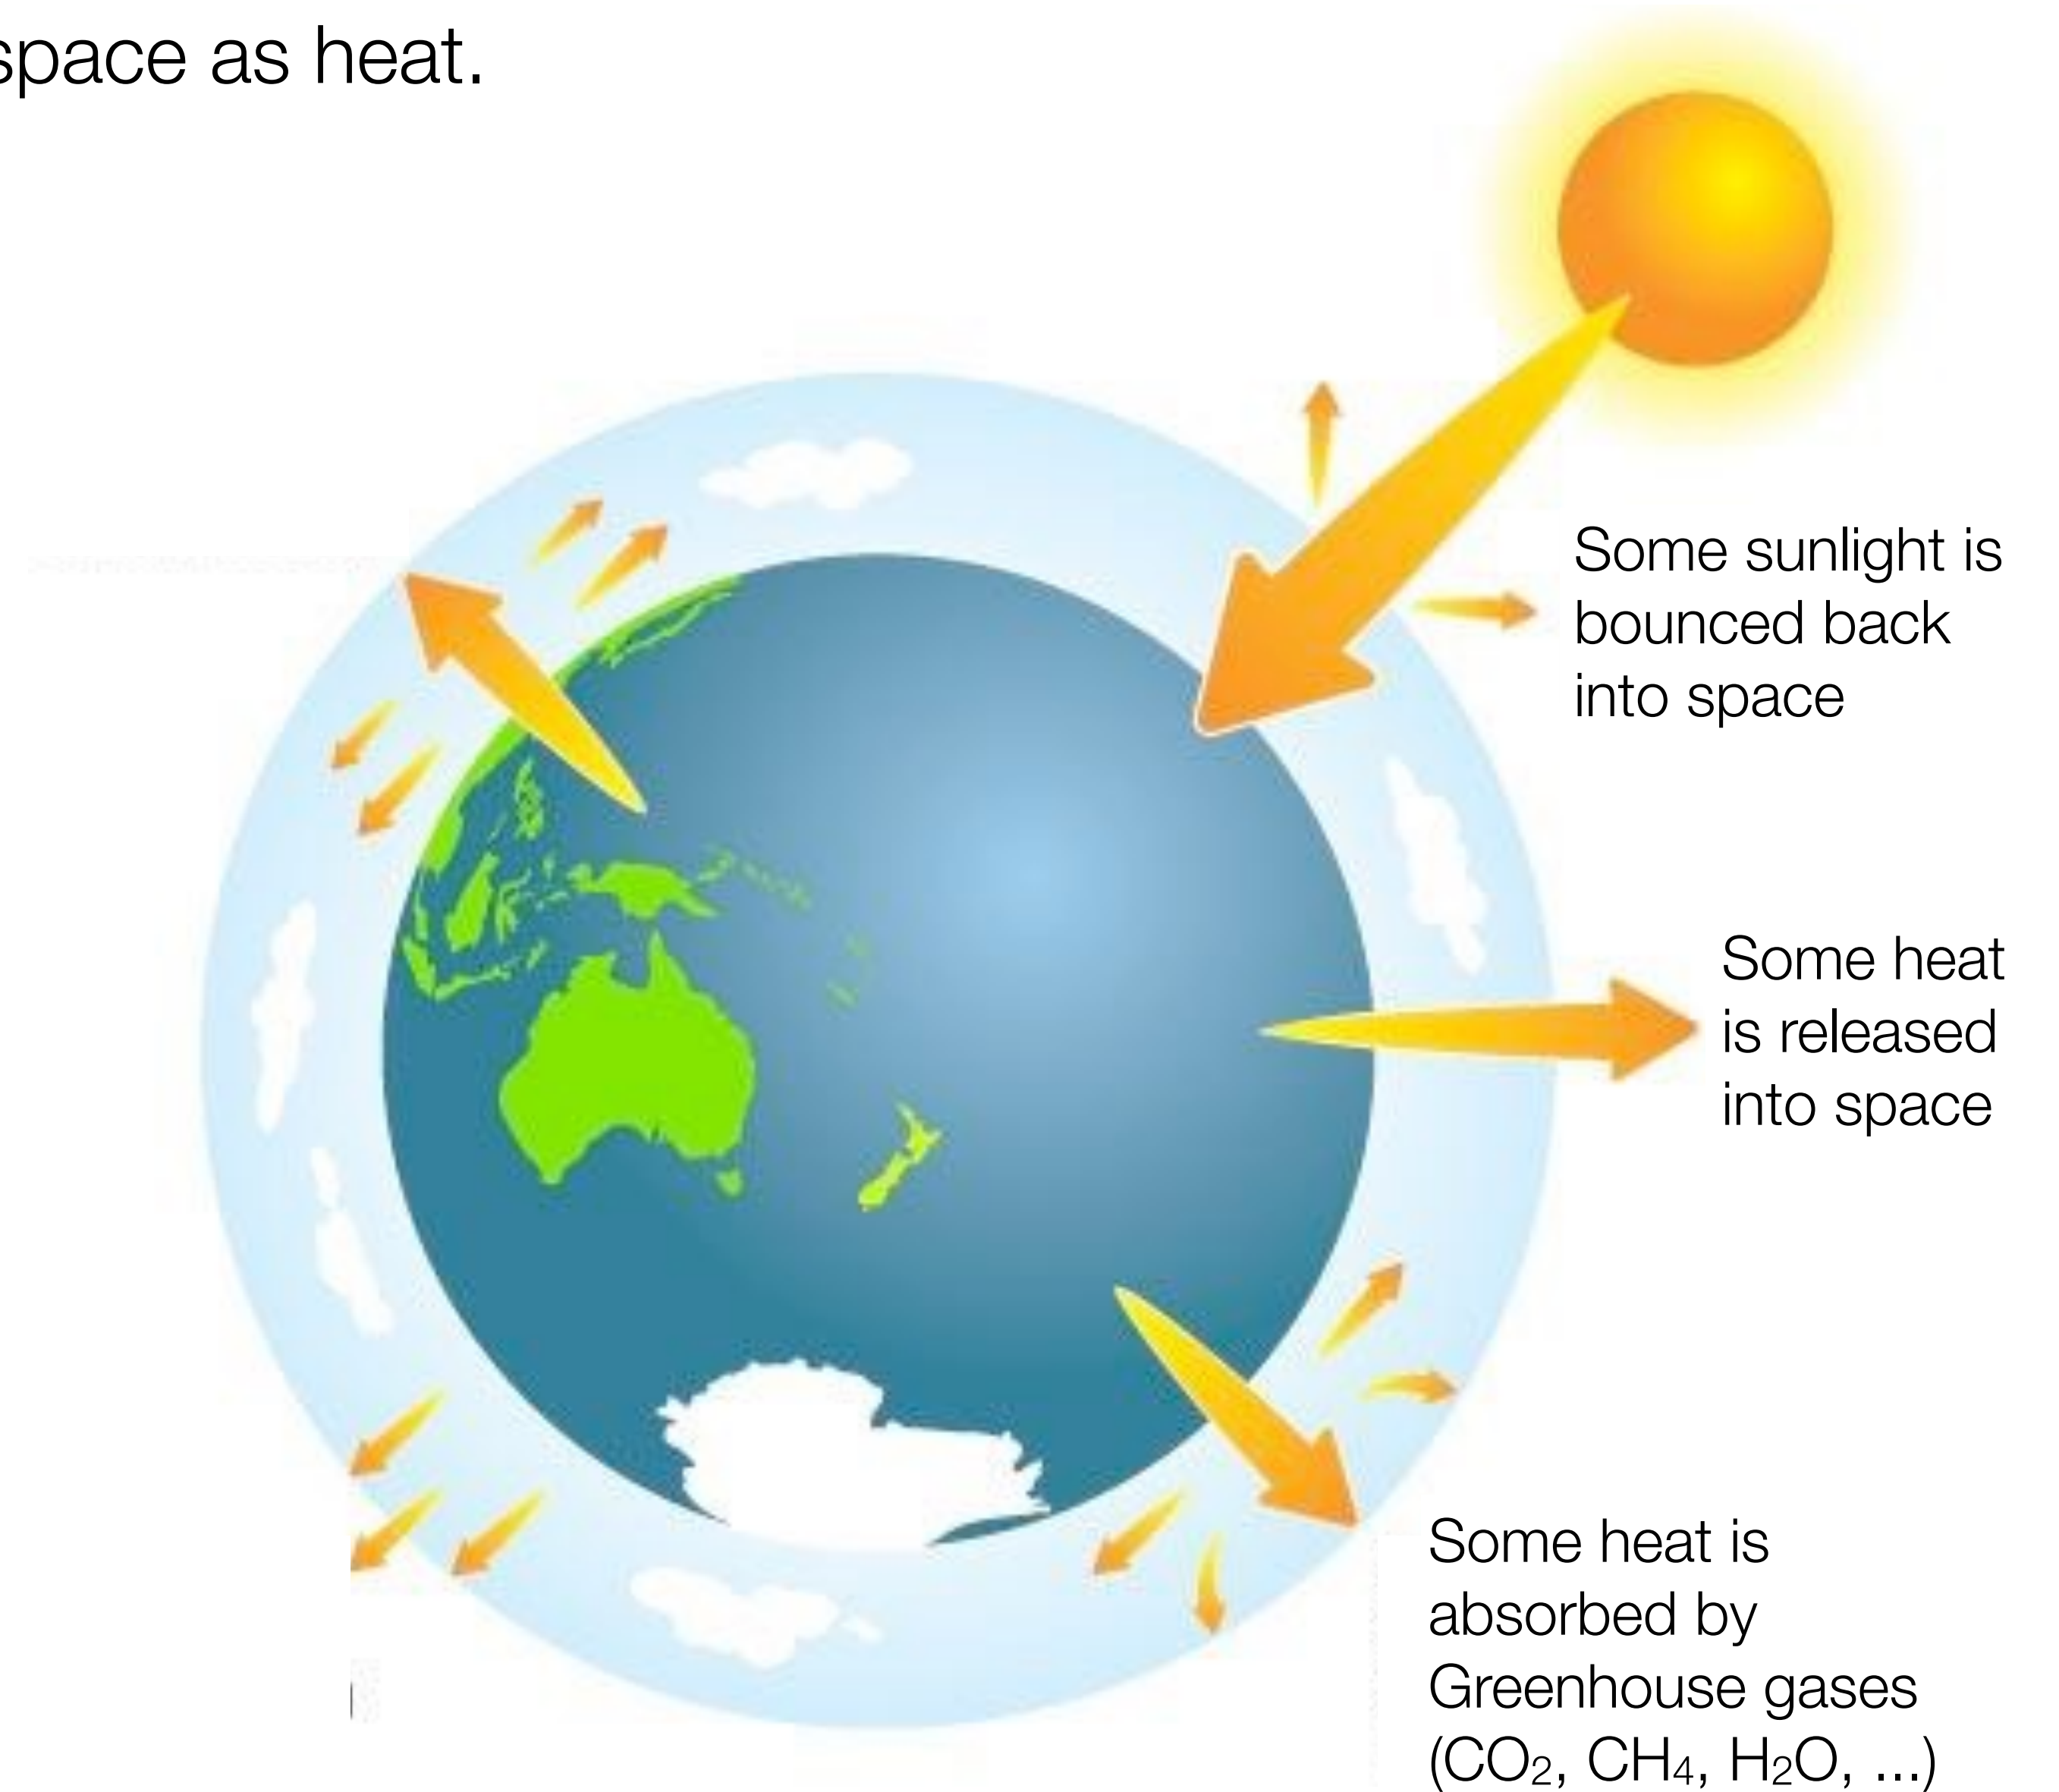 space as heat.
Some sunlight is
bounced back
into space
Some heat
is released
into space
Some heat is
absorbed by
Greenhouse gases
(CO₂, CH₄, H₂O, ...)